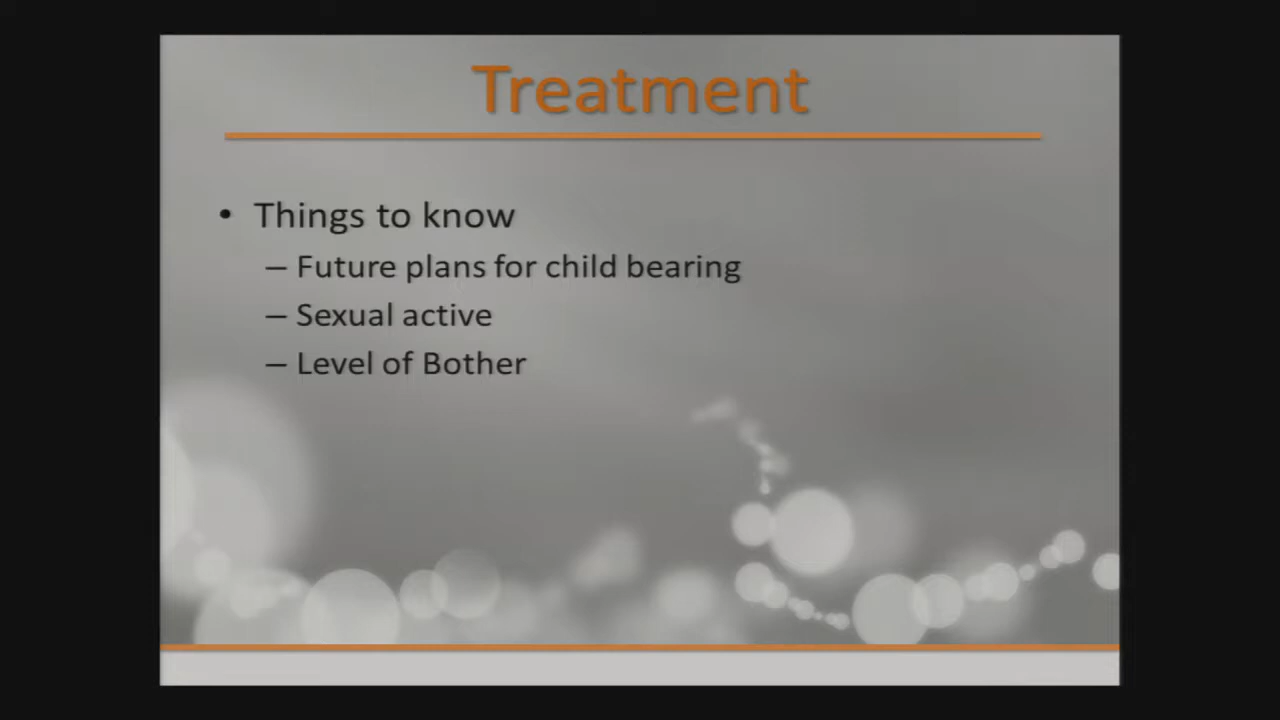 Treatment
• Things to know
– Future plans for child bearing
– Sexual active
– Level of Bother